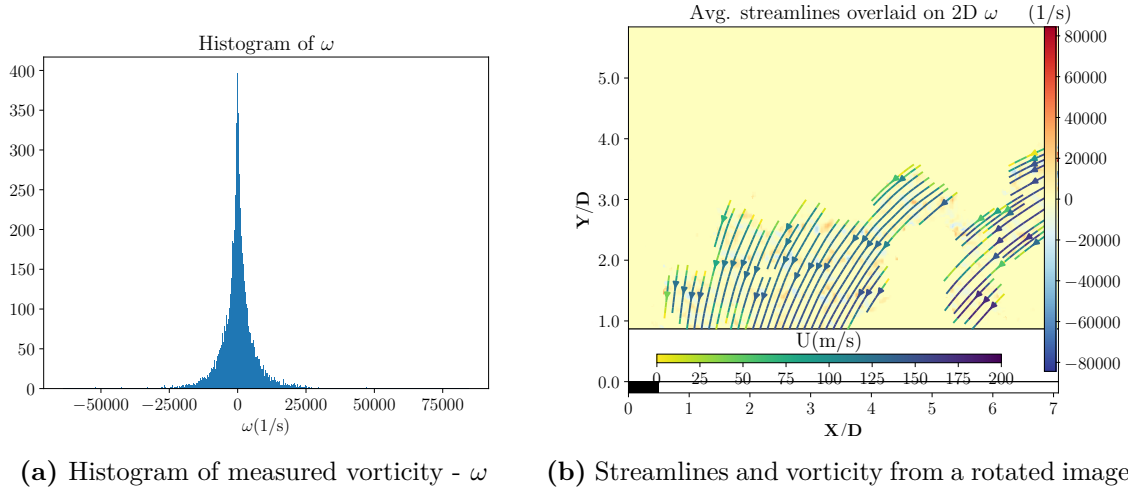 Histogram of ω
400
350
300
250
200
150
100
50
0
−50000 −25000 0 25000 50000 75000
ω(1/s)
(a) Histogram of measured vorticity - ω
Avg. streamlines overlaid on 2D ω (1/s)
80000
60000
40000
20000
0
−20000
−40000
−60000
−80000
Y/D
5.0
4.0
3.0
2.0
1.0
0.0
U(m/s)
0 25 50 75 100 125 150 175 200
0 1 2 3 4 5 6 7
X/D
(b) Streamlines and vorticity from a rotated image